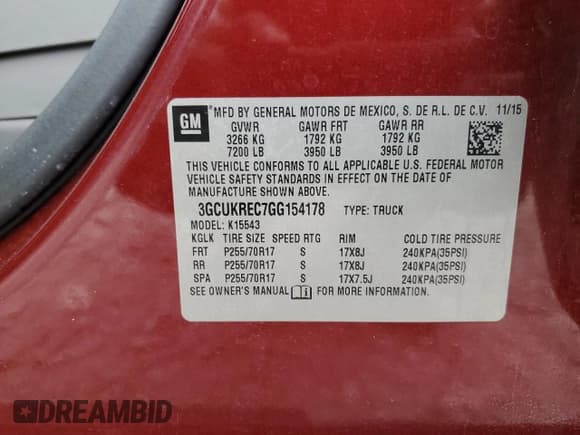 GM
MFD BY GENERAL MOTORS DE MEXICO, S. DE R.L. DE C.V. 11/15
GVWR GAWR FRT GAWR RR
3266 KG 1792 KG 1792 KG
7200 LB 3950 LB 3950 LB
THIS VEHICLE CONFORMS TO ALL APPLICABLE U.S. FEDERAL MOTOR
VEHICLE SAFETY STANDARDS IN EFFECT ON THE DATE OF
MANUFACTURE SHOWN ABOVE.
3GCUKREC7GG154178 TYPE: TRUCK
MODEL: K15543
KGLK TIRE SIZE SPEED RTG RIM COLD TIRE PRESSURE
FRT P255/70R17 S 17X8J 240KPA(35PSI)
RR P255/70R17 S 17X8J 240KPA(35PSI)
SPA P255/70R17 S 17X7.5J 240KPA(35PSI)
SEE OWNER'S MANUAL FOR MORE INFORMATION.
DREAMBID